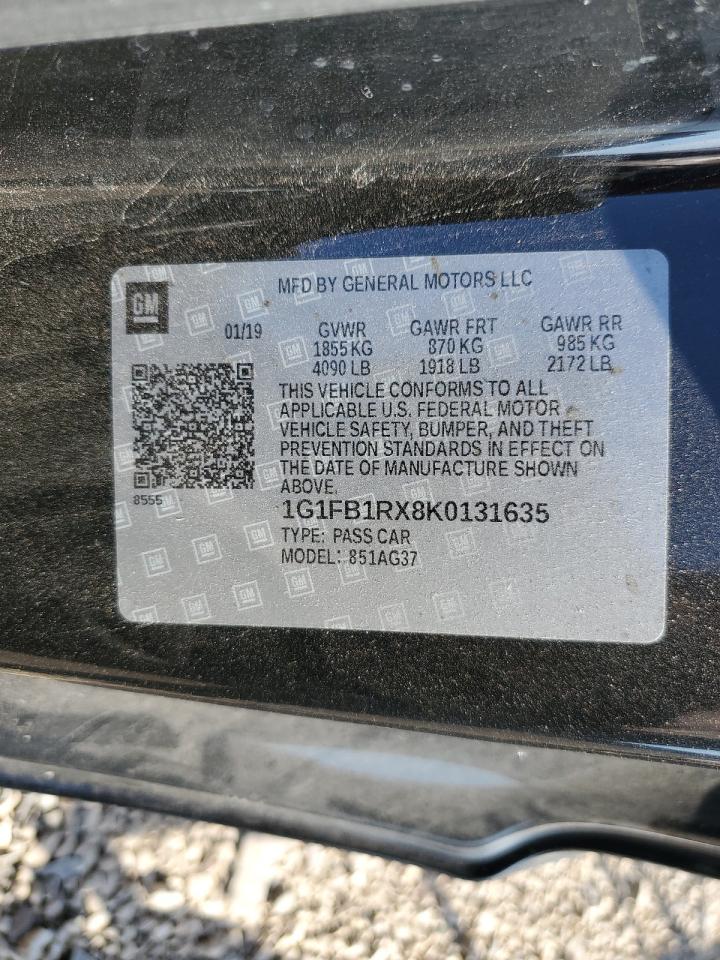 MFD BY GENERAL MOTORS LLC
GM
01/19 GVWR GAWR FRT GAWR RR
1855 KG 870 KG 985 KG
4090 LB 1918 LB 2172 LB
THIS VEHICLE CONFORMS TO ALL
APPLICABLE U.S. FEDERAL MOTOR
VEHICLE SAFETY, BUMPER, AND THEFT
PREVENTION STANDARDS IN EFFECT ON
THE DATE OF MANUFACTURE SHOWN
ABOVE.
8555
1G1FB1RX8K0131635
TYPE: PASS CAR
MODEL: 851AG37